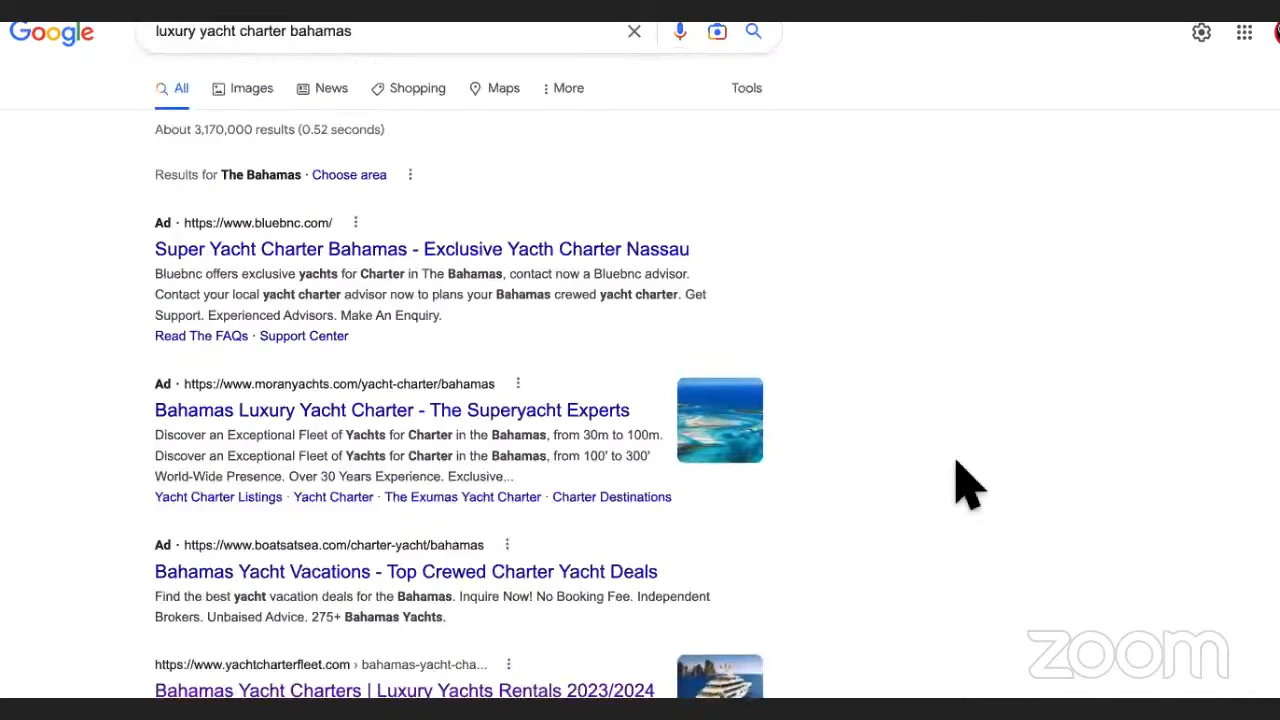 Google
luxury yacht charter bahamas
All Images News Shopping Maps More Tools
About 3,170,000 results (0.52 seconds)
Results for The Bahamas · Choose area
Ad · https://www.bluebnc.com/
Super Yacht Charter Bahamas - Exclusive Yacth Charter Nassau
Bluebnc offers exclusive yachts for Charter in The Bahamas, contact now a Bluebnc advisor.
Contact your local yacht charter advisor now to plans your Bahamas crewed yacht charter. Get
Support. Experienced Advisors. Make An Enquiry.
Read The FAQs · Support Center
Ad · https://www.moranyachts.com/yacht-charter/bahamas
Bahamas Luxury Yacht Charter - The Superyacht Experts
Discover an Exceptional Fleet of Yachts for Charter in the Bahamas, from 30m to 100m.
Discover an Exceptional Fleet of Yachts for Charter in the Bahamas, from 100' to 300'
World-Wide Presence. Over 30 Years Experience. Exclusive...
Yacht Charter Listings · Yacht Charter · The Exumas Yacht Charter · Charter Destinations
Ad · https://www.boatsatsea.com/charter-yacht/bahamas
Bahamas Yacht Vacations - Top Crewed Charter Yacht Deals
Find the best yacht vacation deals for the Bahamas. Inquire Now! No Booking Fee. Independent
Brokers. Unbaised Advice. 275+ Bahamas Yachts.
https://www.yachtcharterfleet.com › bahamas-yacht-cha...
Bahamas Yacht Charters | Luxury Yachts Rentals 2023/2024
zoom